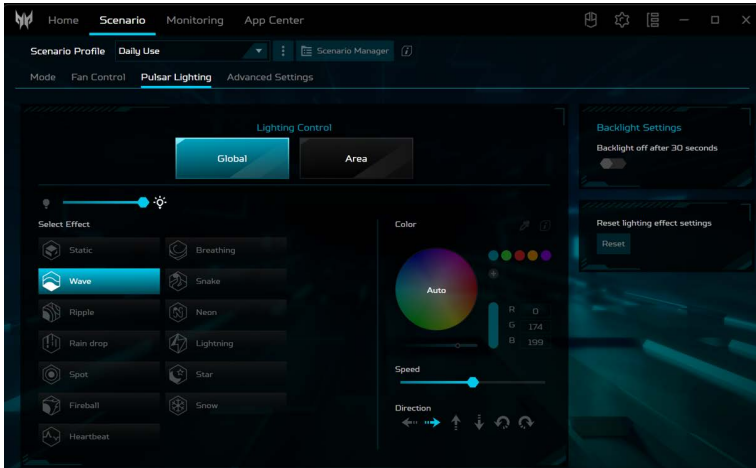 Home Scenario Monitoring App Center
Scenario Profile Daily Use Scenario Manager
Mode Fan Control Pulsar Lighting Advanced Settings
Lighting Control
Global Area
Select Effect
Static Breathing
Wave Snake
Ripple Neon
Rain drop Lightning
Spot Star
Fireball Snow
Heartbeat
Color
Auto
R 0
G 174
B 199
Speed
Direction
Backlight Settings
Backlight off after 30 seconds
Reset lighting effect settings
Reset